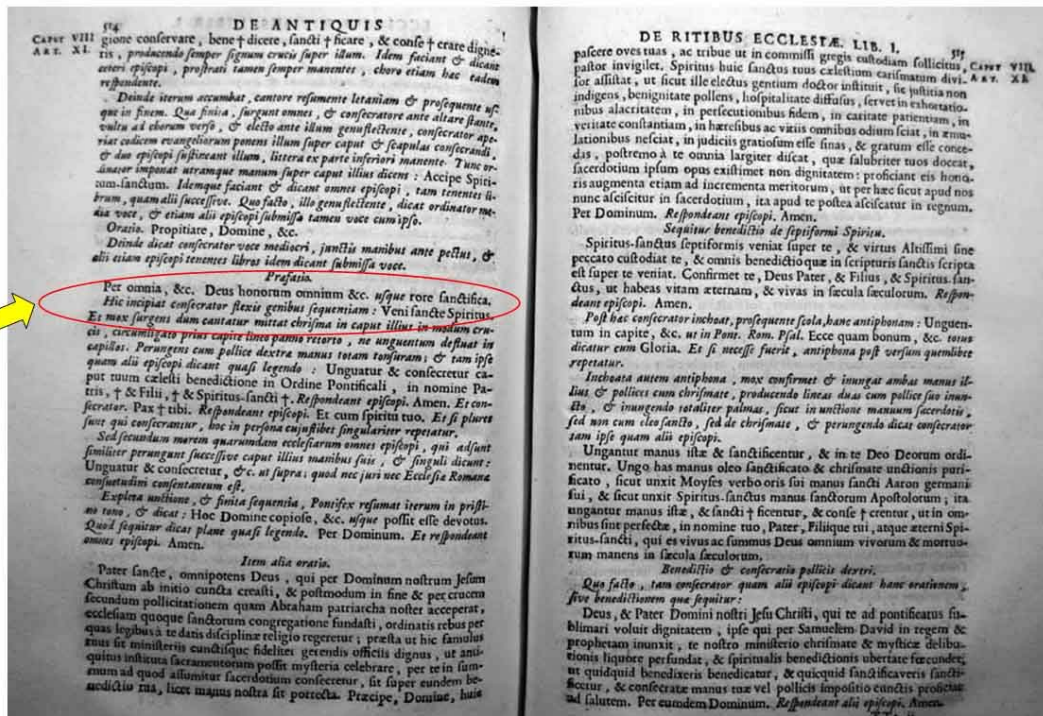 514
DE ANTIQUIS
CAPUT VIII
ART. XI.
gione conservare, bene † dicere, sancti † ficare, & conse † crare digne-
ris, producendo semper signum crucis super illum. Idem faciant & dicant
ceteri episcopi, prostrati tamen semper manentes, choro etiam hac eadem
respondente.
Deinde iterum accumbat, cantore resumente letaniam & prosequente us-
que in finem. Qua finita, surgunt omnes, & consecratore ante altare stante,
vultu ad chorum verso, & electo ante illum genuflectente, consecrator ape-
riat codicem evangeliorum ponens illum super caput & scapulas consecrandi,
& duo episcopi sustineant illum, littera ex parte inferiori manente. Tunc or-
dinator imponat utramque manum super caput illius dicens: Accipe Spiri-
tum-sanctum. Idemque faciant & dicant omnes episcopi, tam tenentes li-
brum, quam alii successive. Quo facto, illo genuflectente, dicat ordinator me-
dia voce, & etiam alii episcopi submissa tamen voce cum ipso.
Oratio. Propitiare, Domine, &c.
Deinde dicat consecrator voce mediocri, junctis manibus ante pectus, &
alii etiam episcopi tenentes libros idem dicant submissa voce.
Præfatio.
Per omnia, &c. Deus honorum omnium &c. usque rore sanctifica.
Hic incipiat consecrator flexis genibus sequentiam: Veni sancte Spiritus.
Et mox surgens dum cantatur mittat chrisma in caput illius in modum cru-
cis, circumligato prius capite lineo panno retorto, ne unguentum defluat in
capillos. Perungens cum pollice dextra manus totam tonsuram; & tam ipse
quam alii episcopi dicant quasi legendo: Unguatur & consecretur ca-
put tuum cælesti benedictione in Ordine Pontificali, in nomine Pa-
tris, † & Filii, † & Spiritus-sancti †. Respondeant episcopi. Amen. Et con-
secrator. Pax † tibi. Respondeant episcopi. Et cum spiritu tuo. Et si plures
sunt qui consecrantur, hoc in persona cujuslibet singulariter repetatur.
Sed secundum morem quarumdam ecclesiarum omnes episcopi, qui adsunt
similiter perungunt successive caput illius manibus suis, & singuli dicunt:
Unguatur & consecretur, &c. ut supra; quod nec juri nec Ecclesiæ Romanæ
consuetudini consentaneum est.
Expleta unctione, & finita sequentia, Pontifex resumat iterum in pristi-
no tono, & dicat: Hoc Domine copiose, &c. usque possit esse devotus.
Quod sequitur dicat plane quasi legendo. Per Dominum. Et respondeant
omnes episcopi. Amen.
Item alia oratio.
Pater sancte, omnipotens Deus, qui per Dominum nostrum Jesum
Christum ab initio cuncta creasti, & postmodum in fine & per crucem
secundum pollicitationem quam Abraham patriarcha noster acceperat,
ecclesiam quoque sanctorum congregatione fundasti, ordinatis rebus per
quas legibus à te datis disciplinæ religio regeretur; præsta ut hic famulus
tuus sit ministeriis cunctisque fideliter gerendis officiis dignus, ut anti-
quitus instituta sacramentorum possit mysteria celebrare, per te in sum-
mum ad quod assumitur sacerdotium consecretur, sit super eundem be-
nedictio tua, licet manus nostra sit porrecta. Præcipe, Domine, huic
DE RITIBUS ECCLESIÆ, LIB. I.
515
CAPUT VIII.
ART. XI.
pascere oves tuas, ac tribue ut in commissi gregis custodiam sollicitus,
pastor invigilet. Spiritus huic sanctus tuus cælestium carismatum divi-
sor assistat, ut sicut ille electus gentium doctor instituit, sit justitia non
indigens, benignitate pollens, hospitalitate diffusus, servet in exhortatio-
nibus alacritatem, in persecutionibus fidem, in caritate patientiam, in
veritate constantiam, in hæresibus ac vitiis omnibus odium sciat, in æmu-
lationibus nesciat, in judiciis gratiosum esse sinas, & gratum esse conce-
das, postremò à te omnia largiter discat, quæ salubriter tuos doceat,
sacerdotium ipsum opus existimet non dignitatem: proficiant eis hono-
ris augmenta etiam ad incrementa meritorum, ut per hæc sicut apud nos
nunc asciscitur in sacerdotium, ita apud te postea asciscatur in regnum.
Per Dominum. Respondeant episcopi. Amen.
Sequitur benedictio de septiformi Spiritu.
Spiritus-sanctus septiformis veniat super te, & virtus Altissimi sine
peccato custodiat te, & omnis benedictio quæ in scripturis sanctis scripta
est super te veniat. Confirmet te, Deus Pater, & Filius, & Spiritus-san-
ctus, ut habeas vitam æternam, & vivas in sæcula sæculorum. Respon-
deant episcopi. Amen.
Post hæc consecrator inchoat, prosequente scola, hanc antiphonam: Unguen-
tum in capite, &c. ut in Pont. Rom. Psal. Ecce quam bonum, &c. totus
dicatur cum Gloria. Et si necesse fuerit, antiphona post versum quemlibet
repetatur.
Inchoata autem antiphona, mox confirmet & inungat ambas manus il-
lius & pollices cum chrismate, producendo lineas duas cum pollice suo inun-
cto, & inungendo totaliter palmas, sicut in unctione manuum sacerdotis,
sed non cum oleo sancto, sed de chrismate, & perungendo dicat consecrator
tam ipse quam alii episcopi.
Ungantur manus istæ & sanctificentur, & in te Deo Deorum ordi-
nentur. Ungo has manus oleo sanctificato & chrismate unctionis puri-
ficato, sicut unxit Moyses verbo oris sui manus sancti Aaron germani
sui, & sicut unxit Spiritus-sanctus manus sanctorum Apostolorum; ita
ungantur manus istæ, & sancti † ficentur, & conse † crentur, ut in om-
nibus sint perfectæ, in nomine tuo, Pater, Filiique tui, atque æterni Spi-
ritus-sancti, qui es vivus ac summus Deus omnium vivorum & mortuo-
rum manens in sæcula sæculorum.
Benedictio & consecratio pollicis dextri.
Quo facto, tam consecrator quam alii episcopi dicant hanc orationem,
sive benedictionem quæ sequitur:
Deus, & Pater Domini nostri Jesu Christi, qui te ad pontificatus su-
blimari voluit dignitatem, ipse qui per Samuelem David in regem &
prophetam inunxit, te nostro ministerio chrismate & mysticæ delibu-
tionis liquore perfundat, & spiritualis benedictionis ubertate fœcundet,
ut quidquid benedixeris benedicatur, & quicquid sanctificaveris sancti-
ficetur, & consecratæ manus tuæ vel pollicis impositio cunctis proficiat
ad salutem. Per eumdem Dominum. Respondeant alii episcopi. Amen.